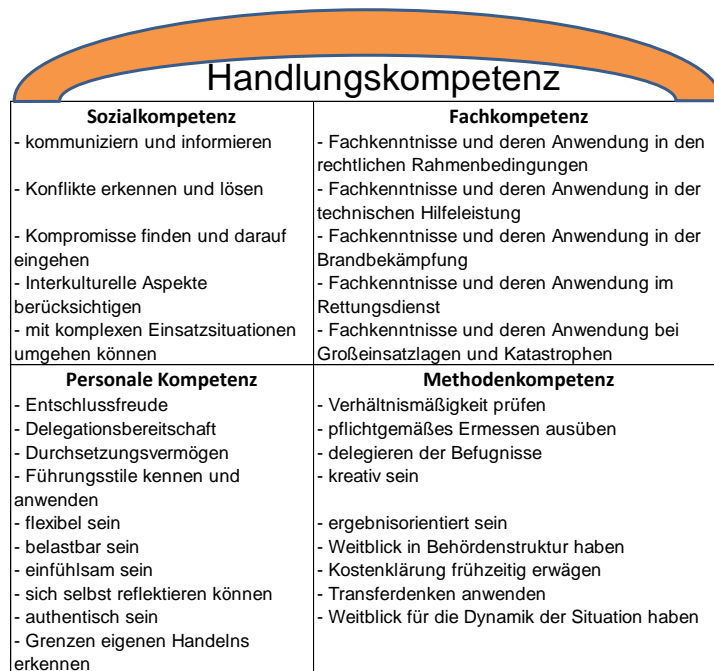 Handlungskompetenz
Sozialkompetenz
- kommuniziern und informieren
- Konflikte erkennen und lösen
- Kompromisse finden und darauf
eingehen
- Interkulturelle Aspekte
berücksichtigen
- mit komplexen Einsatzsituationen
umgehen können
Fachkompetenz
- Fachkenntnisse und deren Anwendung in den
rechtlichen Rahmenbedingungen
- Fachkenntnisse und deren Anwendung in der
technischen Hilfeleistung
- Fachkenntnisse und deren Anwendung in der
Brandbekämpfung
- Fachkenntnisse und deren Anwendung im
Rettungsdienst
- Fachkenntnisse und deren Anwendung bei
Großeinsatzlagen und Katastrophen
Personale Kompetenz
- Entschlussfreude
- Delegationsbereitschaft
- Durchsetzungsvermögen
- Führungsstile kennen und
anwenden
- flexibel sein
- belastbar sein
- einfühlsam sein
- sich selbst reflektieren können
- authentisch sein
- Grenzen eigenen Handelns
erkennen
Methodenkompetenz
- Verhältnismäßigkeit prüfen
- pflichtgemäßes Ermessen ausüben
- delegieren der Befugnisse
- kreativ sein
- ergebnisorientiert sein
- Weitblick in Behördenstruktur haben
- Kostenklärung frühzeitig erwägen
- Transferdenken anwenden
- Weitblick für die Dynamik der Situation haben